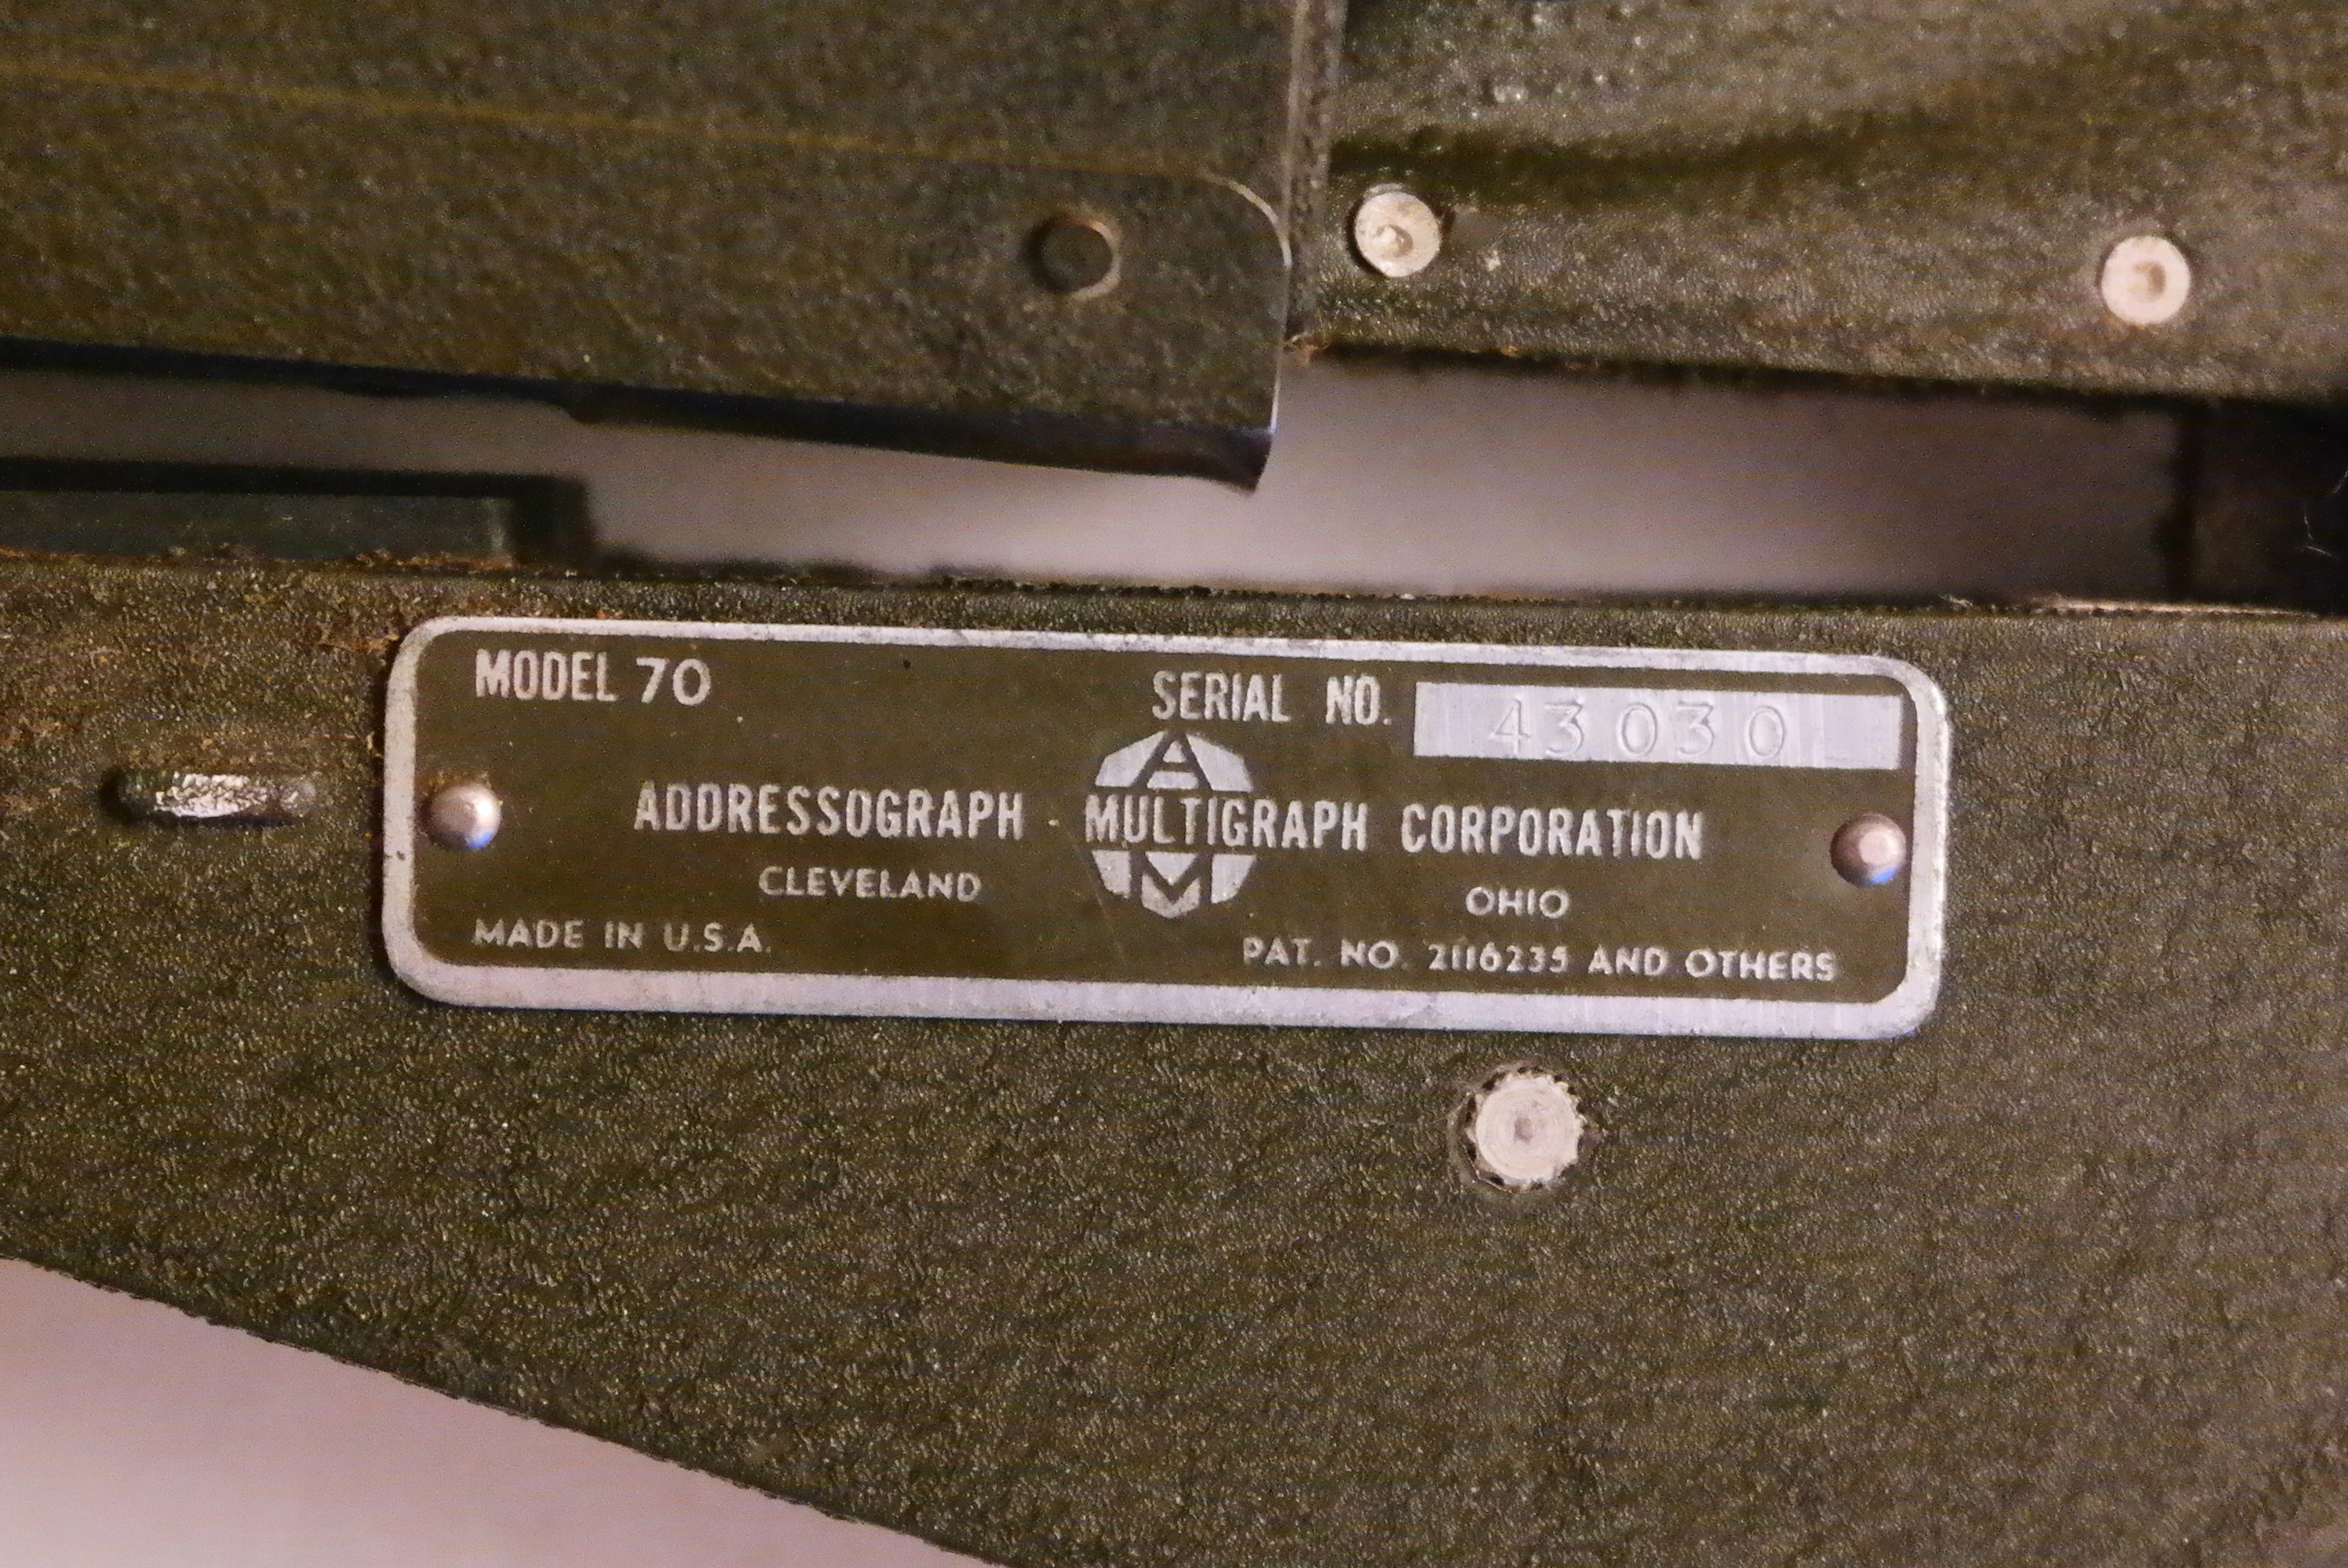 MODEL 70
SERIAL NO. 43030
A
ADDRESSOGRAPH - MULTIGRAPH CORPORATION
M
CLEVELAND OHIO
MADE IN U.S.A.
PAT. NO. 2116235 AND OTHERS